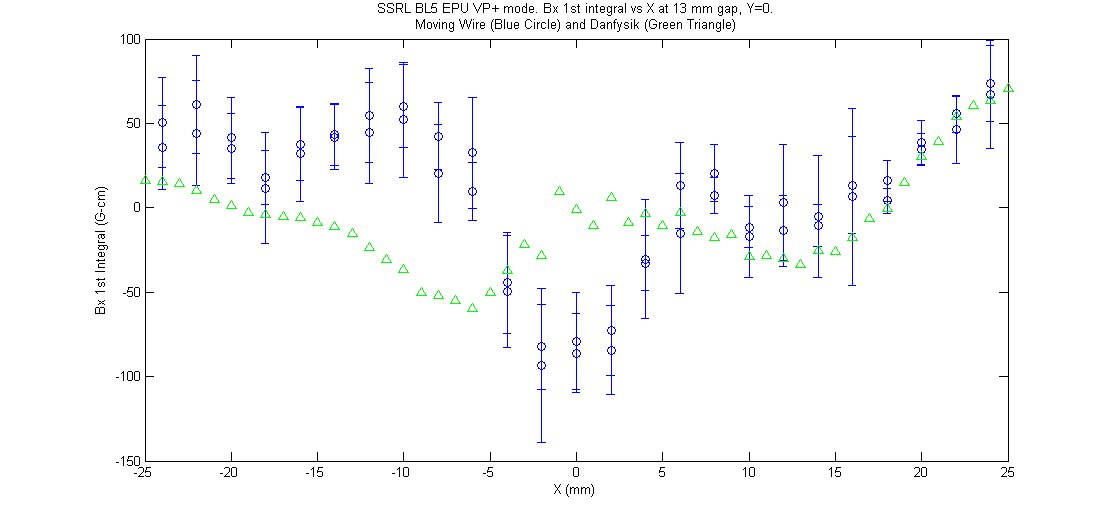 SSRL BL5 EPU VP+ mode. Bx 1st integral vs X at 13 mm gap, Y=0.
Moving Wire (Blue Circle) and Danfysik (Green Triangle)
100
50
0
-50
-100
-150
Bx 1st Integral (G-cm)
-25 -20 -15 -10 -5 0 5 10 15 20 25
X (mm)